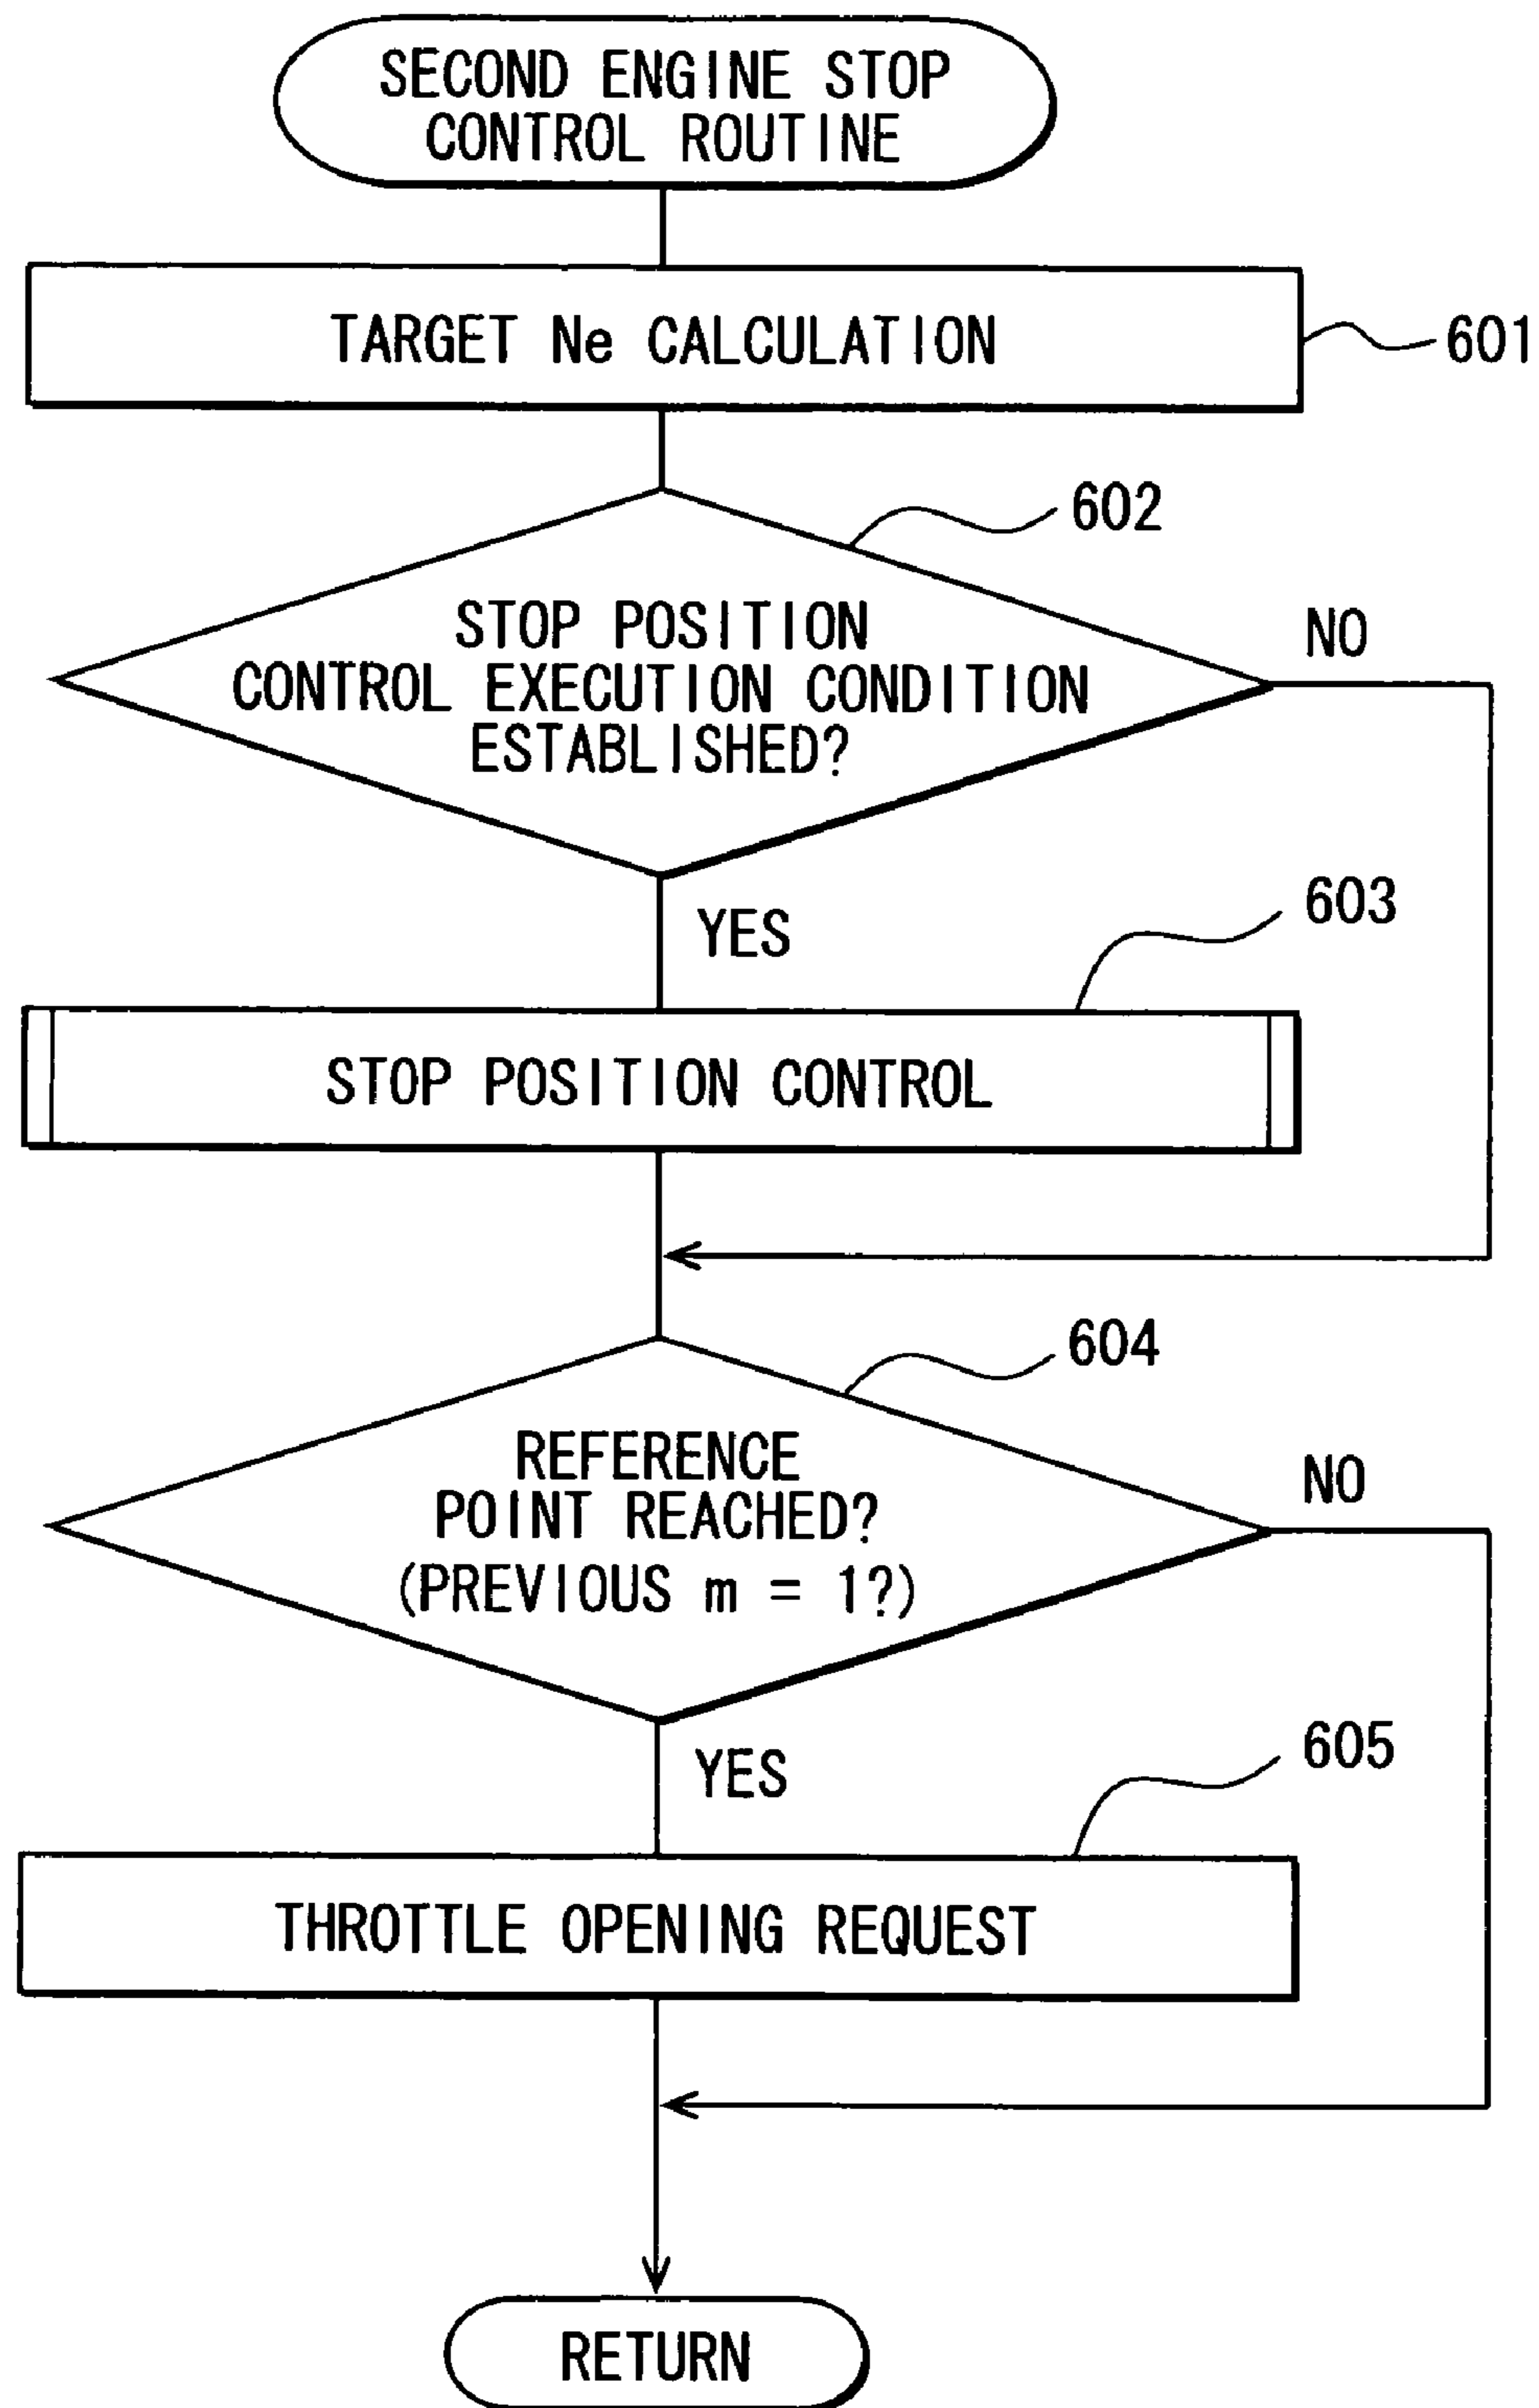 SECOND ENGINE STOP
CONTROL ROUTINE
TARGET Ne CALCULATION
601
602
STOP POSITION
CONTROL EXECUTION CONDITION
ESTABLISHED?
NO
YES
603
STOP POSITION CONTROL
604
REFERENCE
POINT REACHED?
(PREVIOUS m = 1?)
NO
YES
605
THROTTLE OPENING REQUEST
RETURN